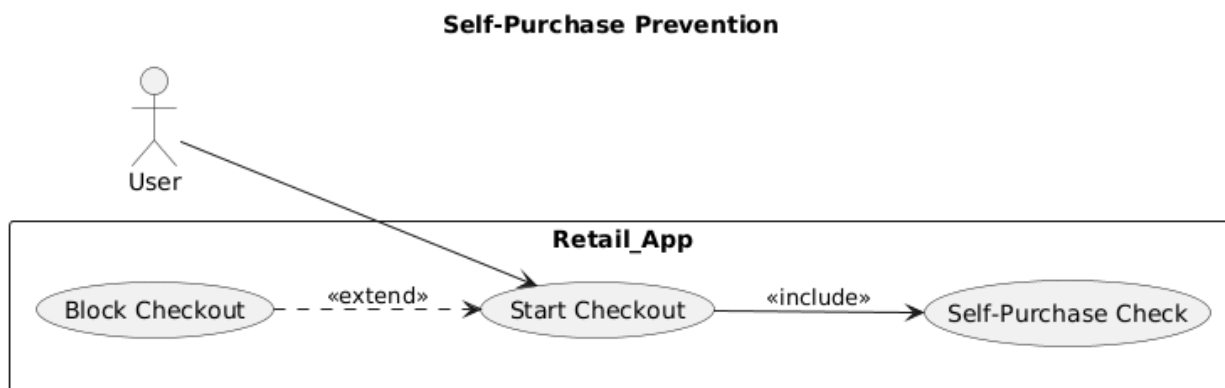 Self-Purchase Prevention
User
Retail_App
Block Checkout
«extend»
Start Checkout
«include»
Self-Purchase Check